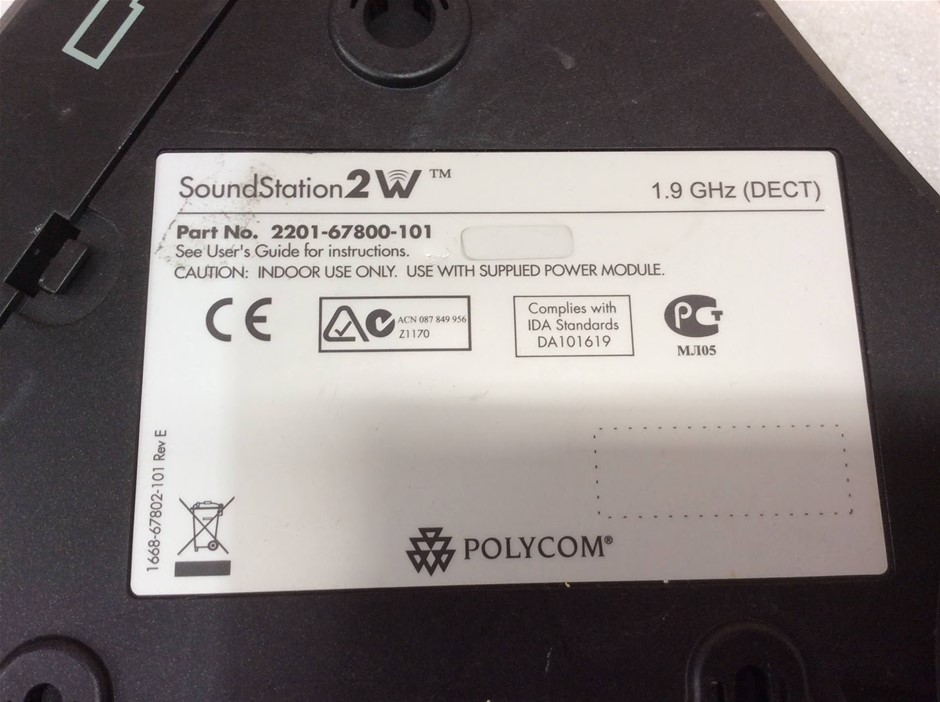 SoundStation2W™
1.9 GHz (DECT)
Part No. 2201-67800-101
See User's Guide for instructions.
CAUTION: INDOOR USE ONLY. USE WITH SUPPLIED POWER MODULE.
CE
ACN 087 849 956
Z1170
Complies with
IDA Standards
DA101619
РСТ
МЛ05
1668-67802-101 Rev E
POLYCOM®